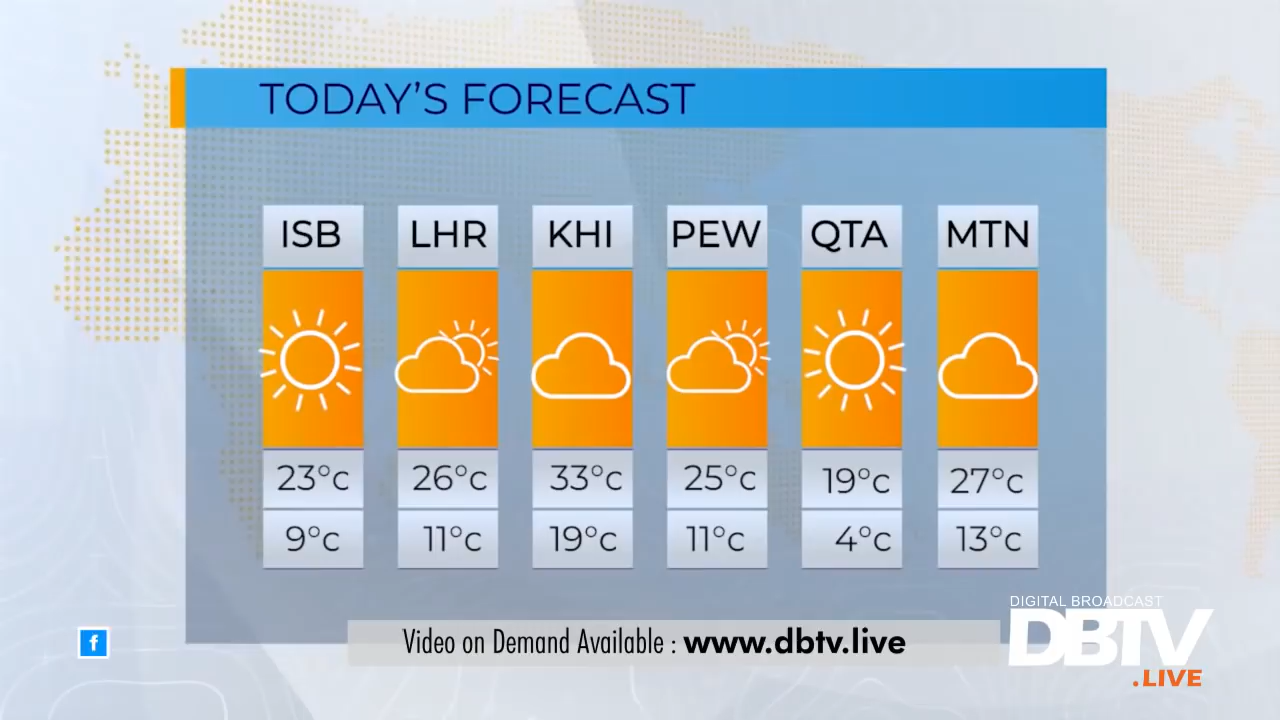 TODAY'S FORECAST
ISB LHR KHI PEW QTA MTN
23°c 26°c 33°c 25°c 19°c 27°c
9°c 11°c 19°c 11°c 4°c 13°c
DIGITAL BROADCAST
DBTV
.LIVE
f
Video on Demand Available : www.dbtv.live